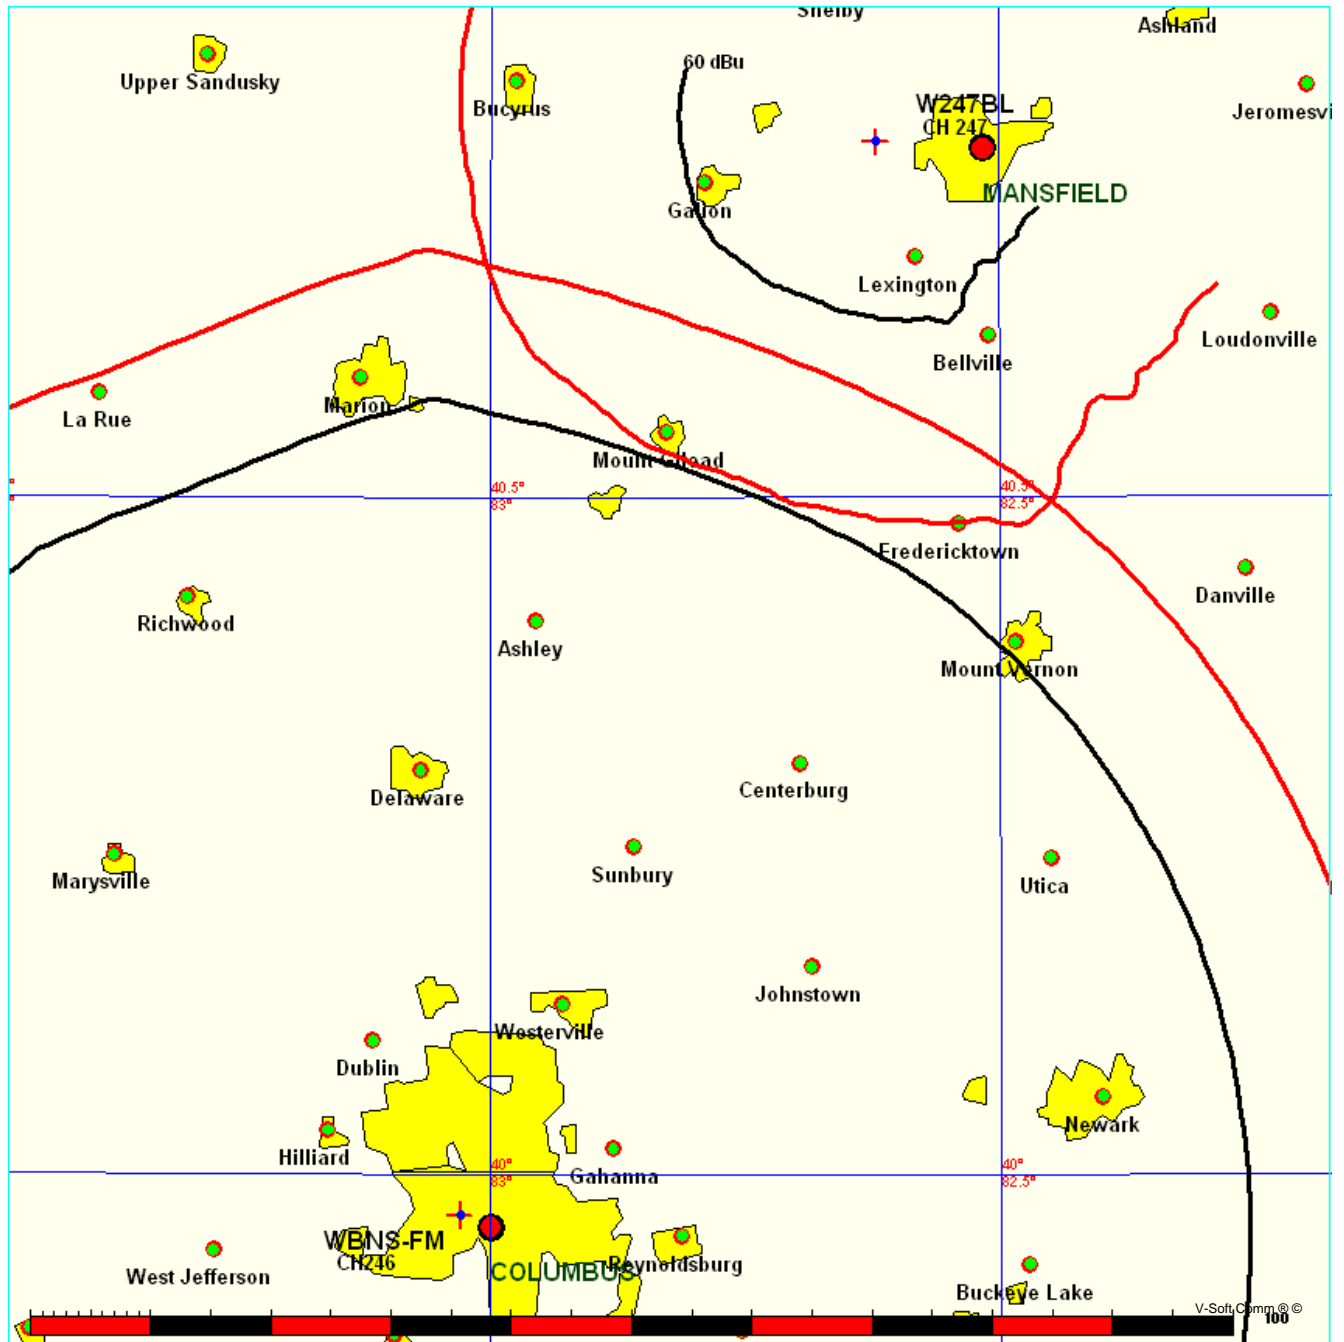 Shelby
Ashland
60 dBu
Upper Sandusky
Bucyrus
W247BL
CH 247
Jeromesvi
MANSFIELD
Galion
Lexington
Loudonville
Bellville
Marion
La Rue
Mount Gilead
40.5°
83°
40.5°
82.5°
Fredericktown
Danville
Richwood
Ashley
Mount Vernon
Delaware
Centerburg
Marysville
Sunbury
Utica
Johnstown
Westerville
Dublin
Newark
Hilliard
Gahanna
40°
83°
40°
82.5°
WBNS-FM
CH246
COLUMBUS
Reynoldsburg
West Jefferson
Buckeye Lake
V-Soft Comm ® ©
100